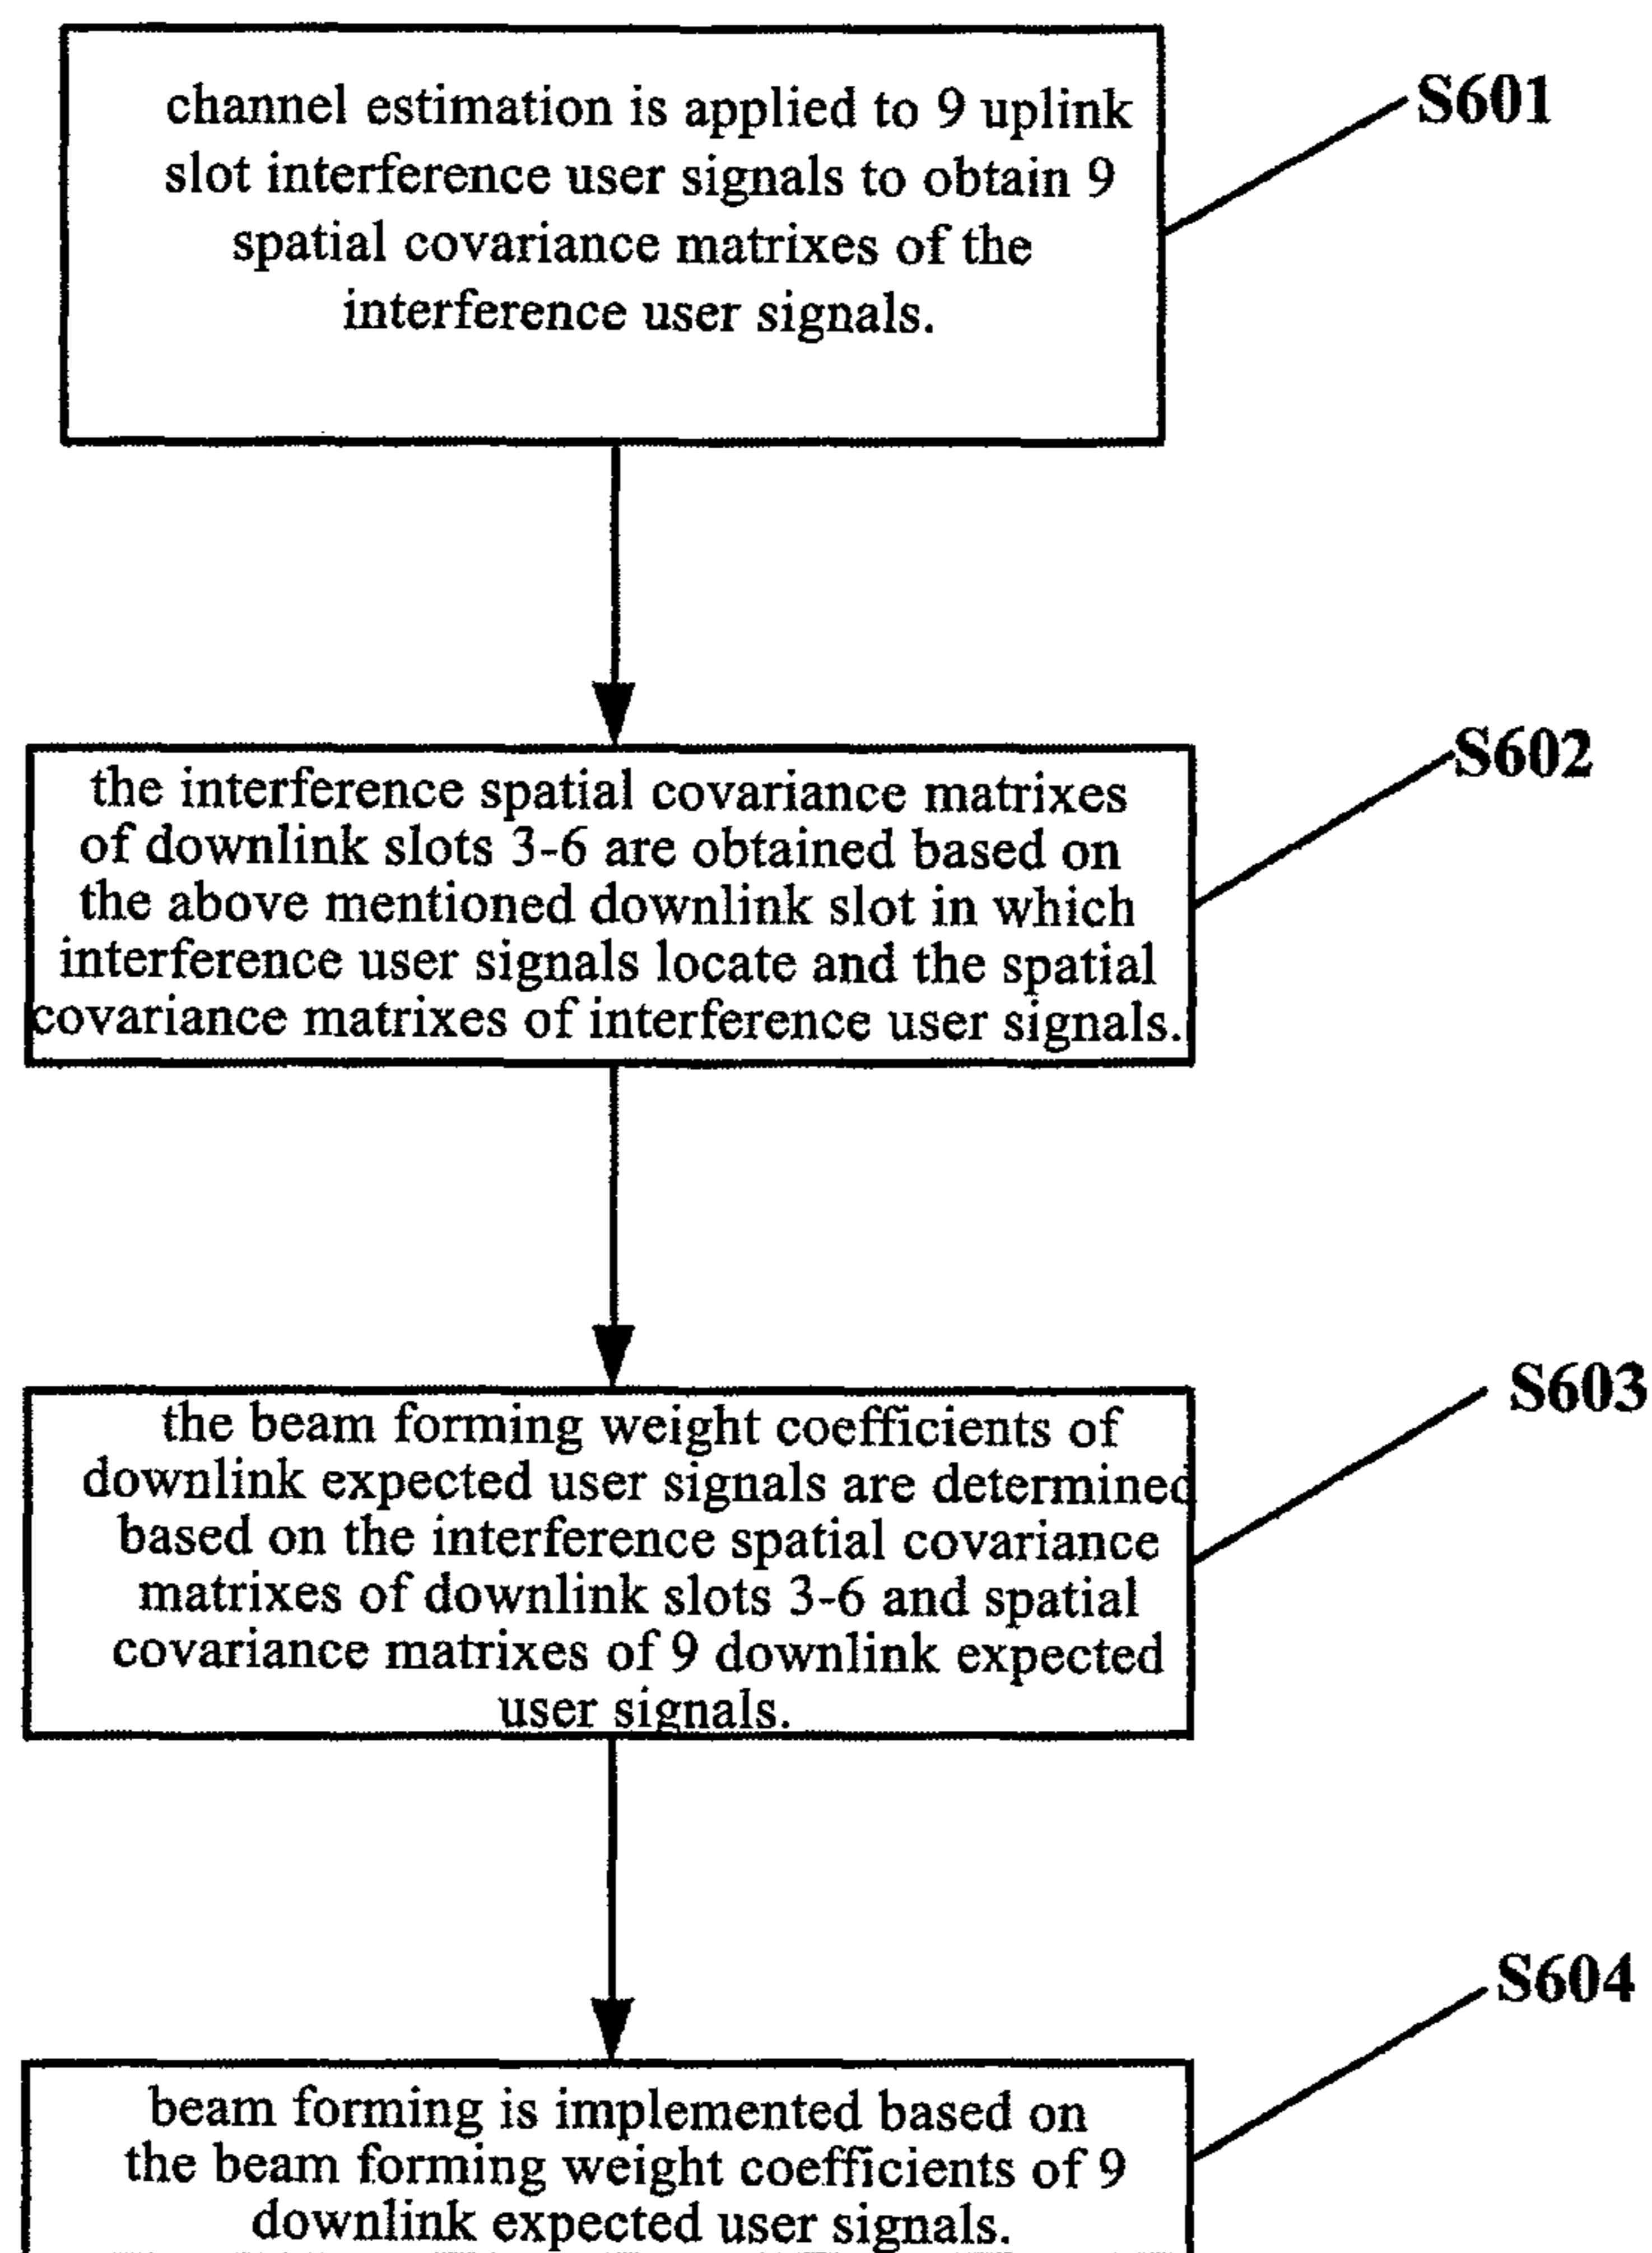 channel estimation is applied to 9 uplink
slot interference user signals to obtain 9
spatial covariance matrixes of the
interference user signals.
S601
the interference spatial covariance matrixes
of downlink slots 3-6 are obtained based on
the above mentioned downlink slot in which
interference user signals locate and the spatial
covariance matrixes of interference user signals.
S602
the beam forming weight coefficients of
downlink expected user signals are determined
based on the interference spatial covariance
matrixes of downlink slots 3-6 and spatial
covariance matrixes of 9 downlink expected
user signals.
S603
beam forming is implemented based on
the beam forming weight coefficients of 9
downlink expected user signals.
S604